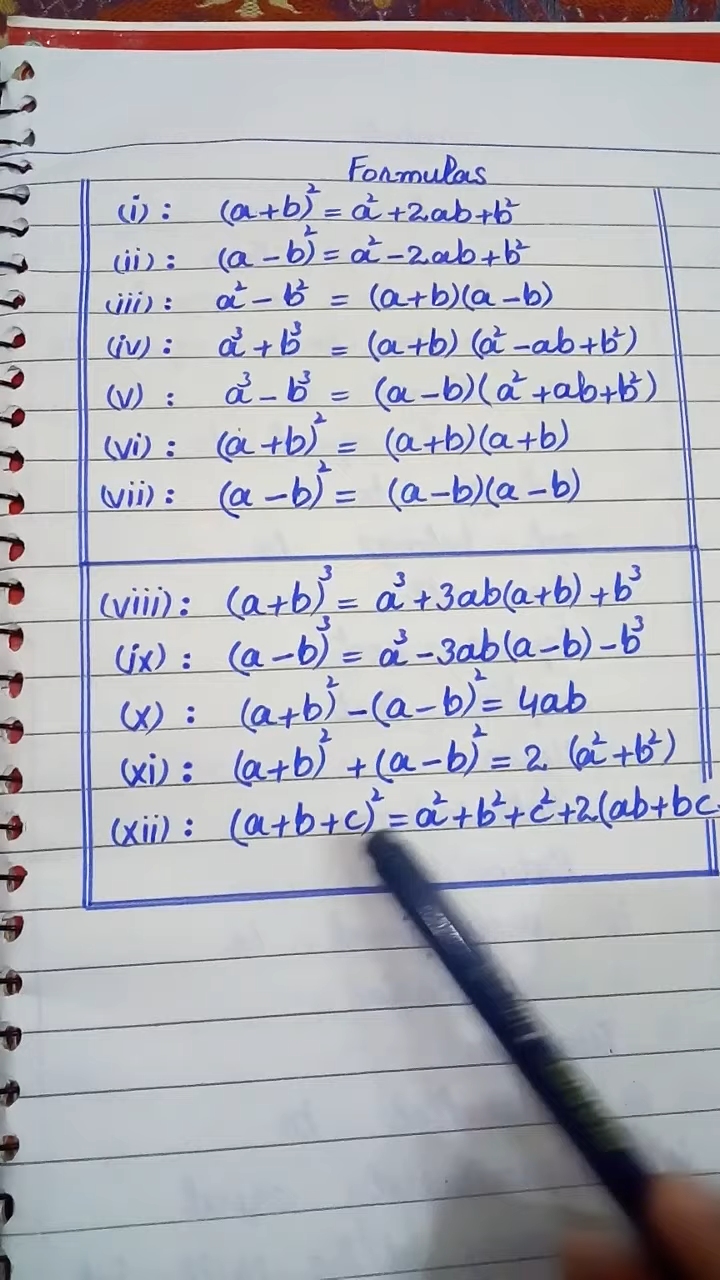 Formulas
(i): (a+b)² = a²+2ab+b²
(ii): (a-b)² = a²-2ab+b²
(iii): a²-b² = (a+b)(a-b)
(iv): a³+b³ = (a+b)(a²-ab+b²)
(v): a³-b³ = (a-b)(a²+ab+b²)
(vi): (a+b)² = (a+b)(a+b)
(vii): (a-b)² = (a-b)(a-b)
(viii): (a+b)³ = a³+3ab(a+b)+b³
(ix): (a-b)³ = a³-3ab(a-b)-b³
(x): (a+b)²-(a-b)² = 4ab
(xi): (a+b)²+(a-b)² = 2.(a²+b²)
(xii): (a+b+c)² = a²+b²+c²+2(ab+bc